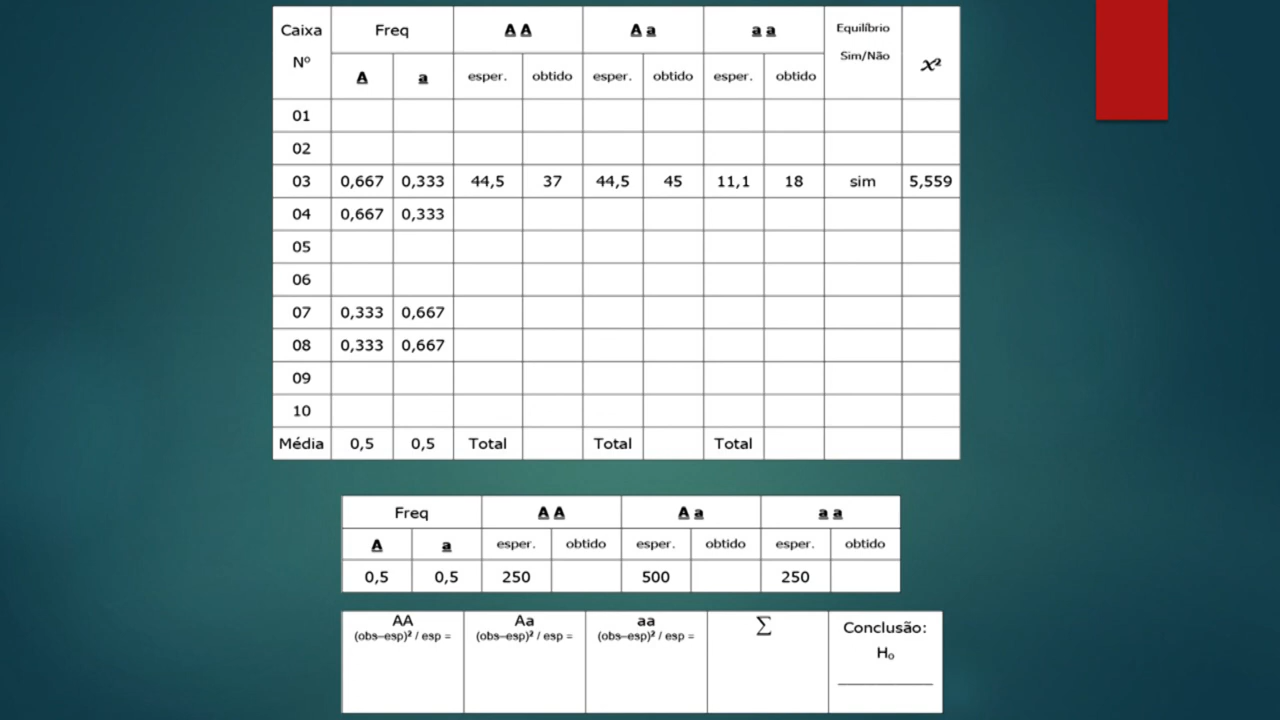 Caixa Nº Freq A A A a a a Equilíbrio Sim/Não X²
A a esper. obtido esper. obtido esper. obtido
01
02
03 0,667 0,333 44,5 37 44,5 45 11,1 18 sim 5,559
04 0,667 0,333
05
06
07 0,333 0,667
08 0,333 0,667
09
10
Média 0,5 0,5 Total Total Total
Freq A A A a a a
A a esper. obtido esper. obtido esper. obtido
0,5 0,5 250 500 250
AA Aa aa ∑ Conclusão:
(obs–esp)² / esp = (obs–esp)² / esp = (obs–esp)² / esp = H₀